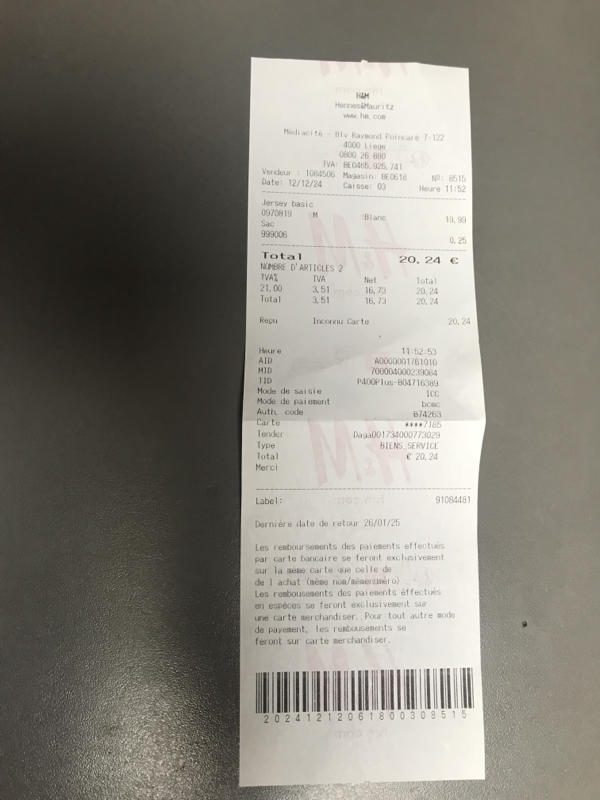 H&M
Hennes&Mauritz
www.hm.com
Médiacité - Blv Raymond Poincaré 7-122
4000 Liege
0800 26 880
TVA: BE0465.925.741
Vendeur : 1084506 Magasin: BE0618 Nº: 8515
Date: 12/12/24 Caisse: 03 Heure 11:52
Jersey basic
0970819 M Blanc 19,99
Sac
999006 0,25
Total 20,24 €
NOMBRE D'ARTICLES 2
TVA% TVA Net Total
21,00 3,51 16,73 20,24
Total 3,51 16,73 20,24
Reçu Inconnu Carte 20,24
Heure 11:52:53
AID A0000001761010
MID 700004000239084
TID P400Plus-804716389
Mode de saisie ICC
Mode de paiement bcmc
Auth. code B74263
Carte ****7185
Tender Daga001734000773029
Type BIENS_SERVICE
Total € 20,24
Merci
Label: 91084481
Dernière date de retour 26/01/25
Les remboursements des paiements effectués
par carte bancaire se feront exclusivement
sur la même carte que celle de
de l achat (même nom/mêmenuméro)
Les rembousements des paiements éffectués
en espèces se feront exclusivement sur
une carte merchandiser. Pour tout autre mode
de payement, les rembousements se
feront sur carte merchandiser.
20241212061800308515